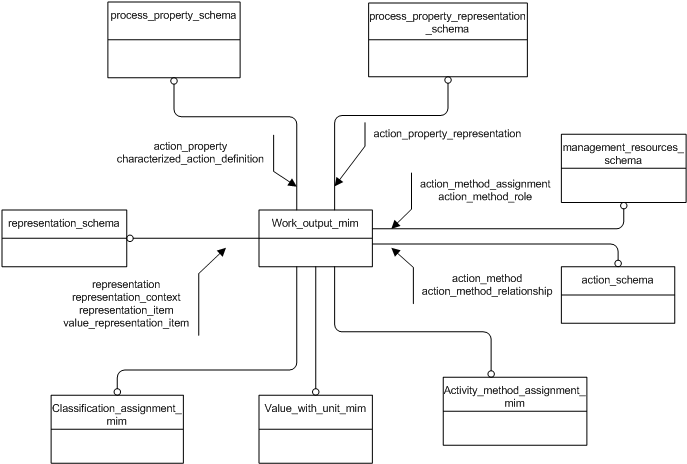 process_property_schema
process_property_representation
_schema
action_property
characterized_action_definition
action_property_representation
management_resources_
schema
action_method_assignment
action_method_role
representation_schema
Work_output_mim
representation
representation_context
representation_item
value_representation_item
action_method
action_method_relationship
action_schema
Classification_assignment_
mim
Value_with_unit_mim
Activity_method_assignment_
mim